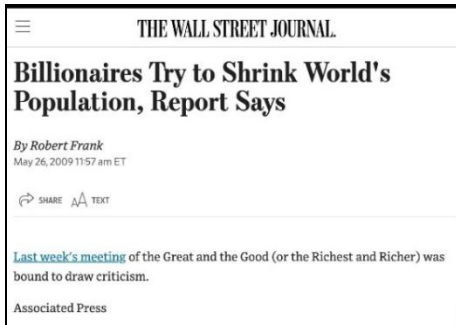 THE WALL STREET JOURNAL.
Billionaires Try to Shrink World's
Population, Report Says
By Robert Frank
May 26, 2009 11:57 am ET
SHARE AA TEXT
Last week's meeting of the Great and the Good (or the Richest and Richer) was
bound to draw criticism.
Associated Press